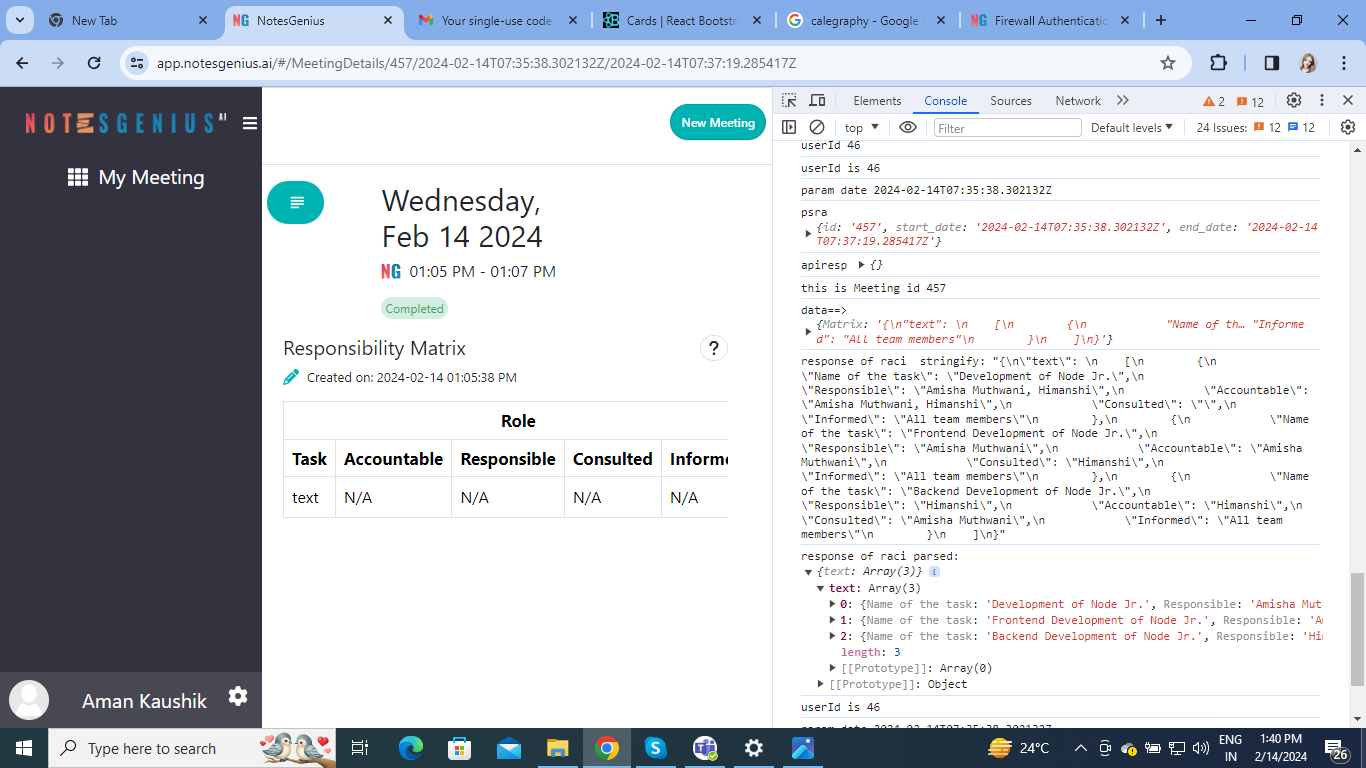 New Tab
NotesGenius
Your single-use code
Cards | React Bootstr
calegraphy - Google
Firewall Authenticatic
app.notesgenius.ai/#/MeetingDetails/457/2024-02-14T07:35:38.302132Z/2024-02-14T07:37:19.285417Z
NOTESGENIUS AI
My Meeting
Aman Kaushik
New Meeting
Wednesday,
Feb 14 2024
NG 01:05 PM - 01:07 PM
Completed
Responsibility Matrix
?
Created on: 2024-02-14 01:05:38 PM
Role
Task Accountable Responsible Consulted Informe
text N/A N/A N/A N/A
Elements Console Sources Network 2 12
top Filter Default levels 24 Issues: 12 12
userId 46
userId is 46
param date 2024-02-14T07:35:38.302132Z
psra
{id: '457', start_date: '2024-02-14T07:35:38.302132Z', end_date: '2024-02-14
T07:37:19.285417Z'}
apiresp {}
this is Meeting id 457
data==>
{Matrix: '{\n"text": \n    [\n        {\n            "Name of th… "Informe
d": "All team members"\n        }\n    ]\n}'}
response of raci  stringify: "{\n\"text\": \n    [\n        {\n
\"Name of the task\": \"Development of Node Jr.\",\n
\"Responsible\": \"Amisha Muthwani, Himanshi\",\n            \"Accountable\":
\"Amisha Muthwani, Himanshi\",\n            \"Consulted\": \"\",\n
\"Informed\": \"All team members\"\n        },\n        {\n            \"Name
of the task\": \"Frontend Development of Node Jr.\",\n
\"Responsible\": \"Amisha Muthwani\",\n            \"Accountable\": \"Amisha
Muthwani\",\n            \"Consulted\": \"Himanshi\",\n
\"Informed\": \"All team members\"\n        },\n        {\n            \"Name
of the task\": \"Backend Development of Node Jr.\",\n
\"Responsible\": \"Himanshi\",\n            \"Accountable\": \"Himanshi\",\n
\"Consulted\": \"Amisha Muthwani\",\n            \"Informed\": \"All team
members\"\n        }\n    ]\n}"
response of raci parsed:
{text: Array(3)}
text: Array(3)
0: {Name of the task: 'Development of Node Jr.', Responsible: 'Amisha Mut
1: {Name of the task: 'Frontend Development of Node Jr.', Responsible: 'A
2: {Name of the task: 'Backend Development of Node Jr.', Responsible: 'Hi
length: 3
[[Prototype]]: Array(0)
[[Prototype]]: Object
userId is 46
param date 2024-02-14T07:35:38.302132Z
Type here to search
24°C
ENG
IN
1:40 PM
2/14/2024
26